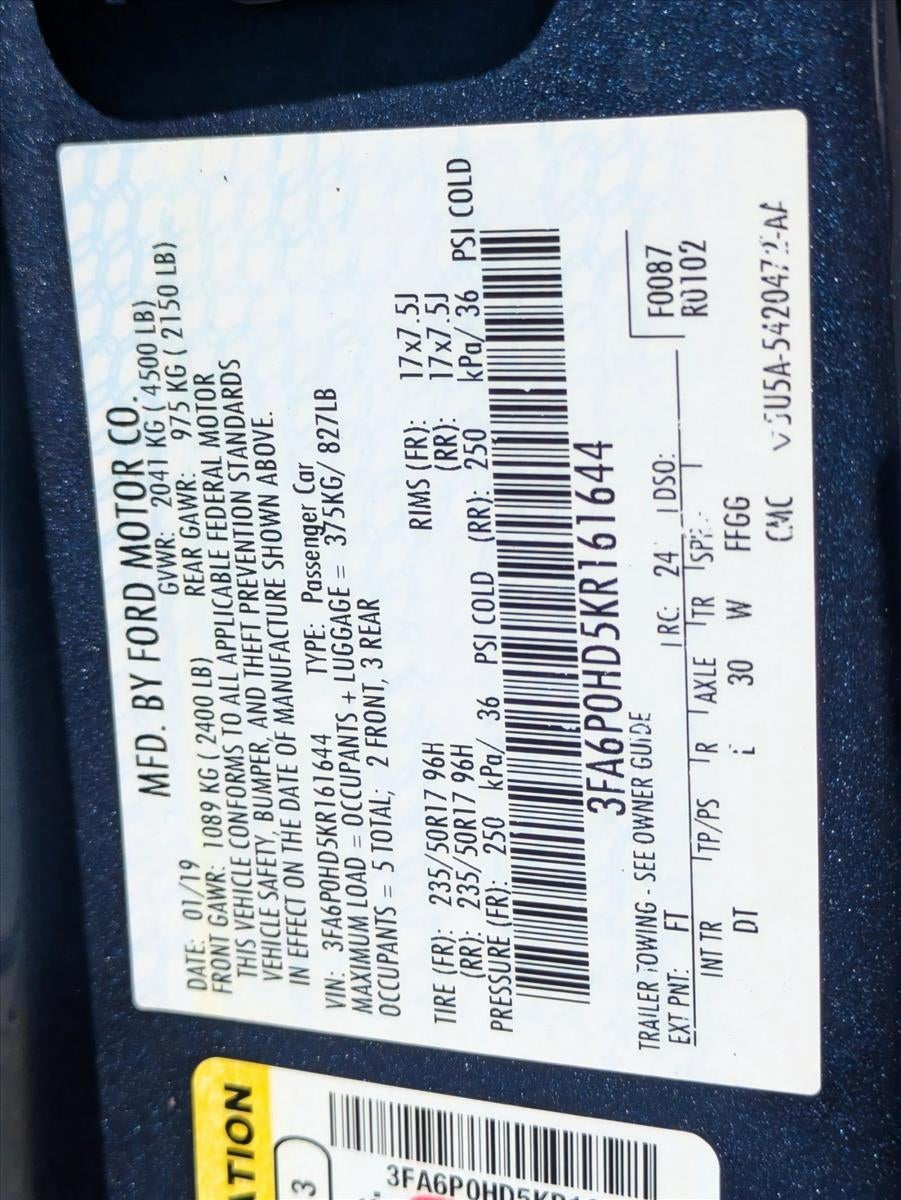 MFD. BY FORD MOTOR CO.
DATE: 01/19 GVWR: 2041 KG ( 4500 LB)
FRONT GAWR: 1089 KG ( 2400 LB) REAR GAWR: 975 KG ( 2150 LB)
THIS VEHICLE CONFORMS TO ALL APPLICABLE FEDERAL MOTOR
VEHICLE SAFETY, BUMPER, AND THEFT PREVENTION STANDARDS
IN EFFECT ON THE DATE OF MANUFACTURE SHOWN ABOVE.
VIN: 3FA6P0HD5KR161644 TYPE: Passenger Car
MAXIMUM LOAD = OCCUPANTS + LUGGAGE = 375KG/ 827LB
OCCUPANTS = 5 TOTAL; 2 FRONT, 3 REAR
TIRE (FR): 235/50R17 96H RIMS (FR): 17x7.5J
(RR): 235/50R17 96H (RR): 17x7.5J
PRESSURE (FR): 250 kPa/ 36 PSI COLD (RR): 250 kPa/ 36 PSI COLD
3FA6P0HD5KR161644
F0087
R0102
TRAILER TOWING - SEE OWNER GUIDE
EXT PNT: FT RC: 24 DSO:
INT TR TP/PS R AXLE TR
DT 30 W FFGG
CMC
ATION
3
3FA6P0HD5KR